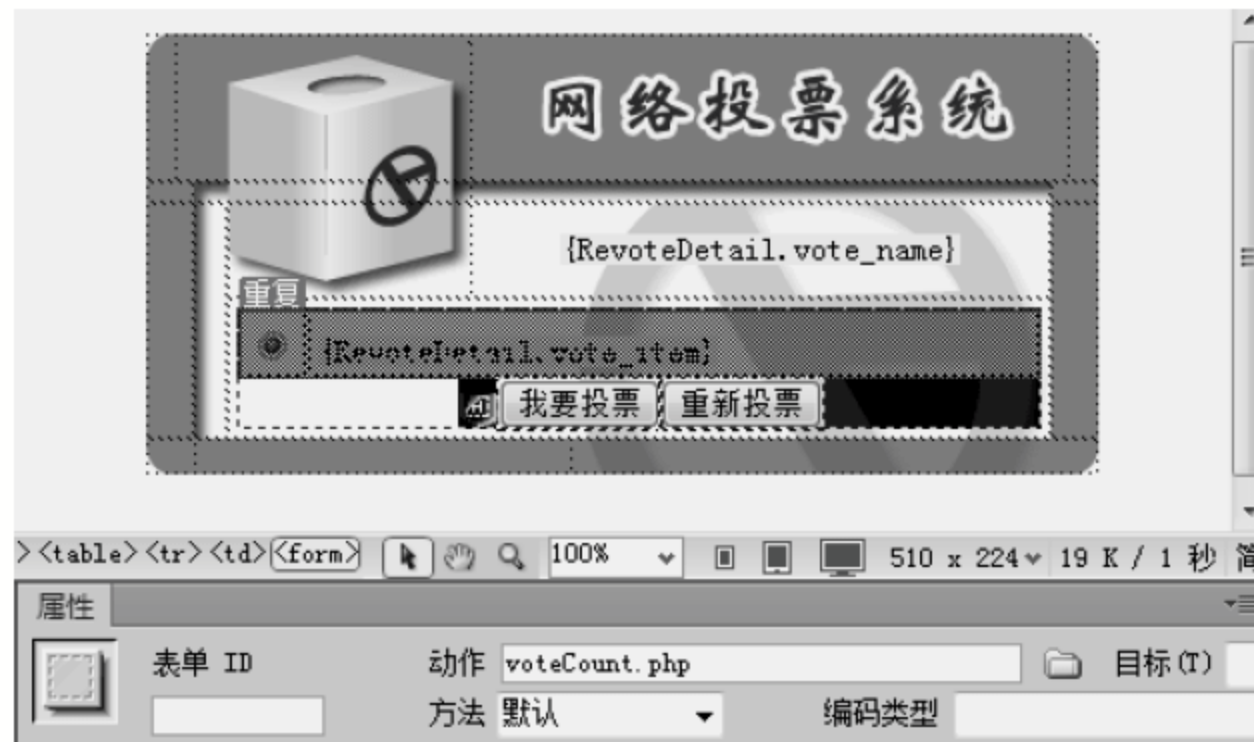 网络投票系统
{RevoteDetail.vote_name}
重复
{RevoteDetail.vote_item}
我要投票 重新投票
><table><tr><td><form> 100% 510 x 224 19 K / 1 秒 简
属性
表单 ID 动作 voteCount.php 目标(T)
方法 默认 编码类型